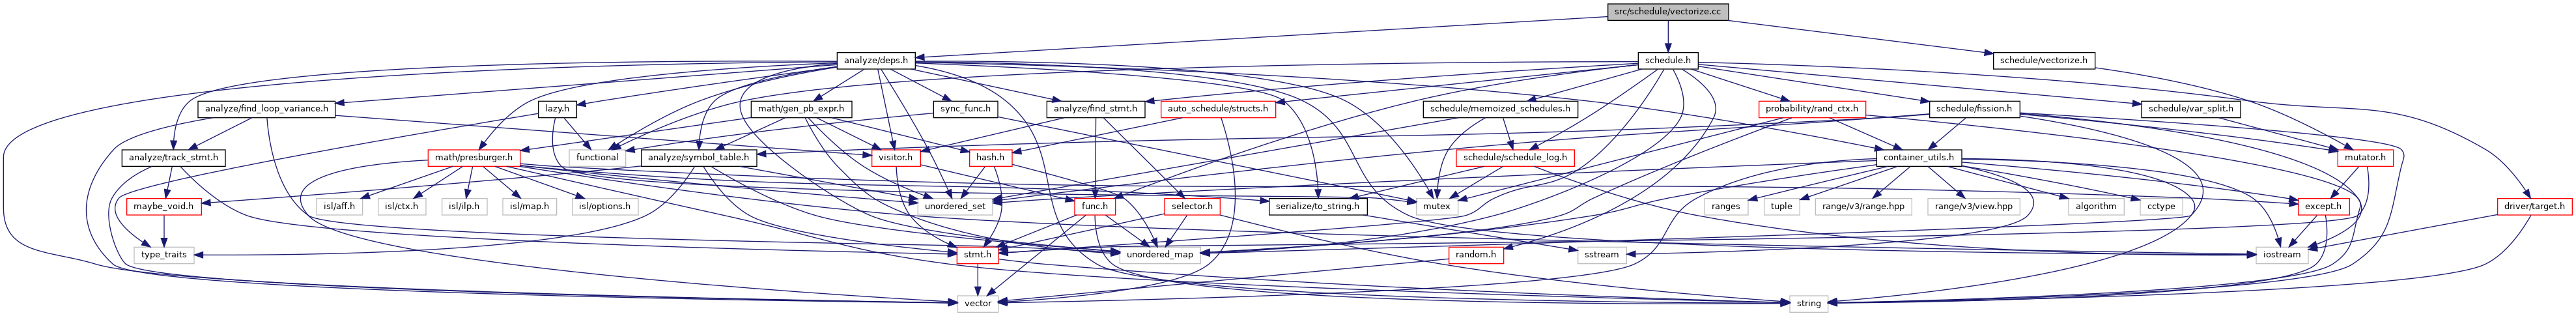 src/schedule/vectorize.cc
analyze/deps.h
schedule.h
schedule/vectorize.h
analyze/find_loop_variance.h
lazy.h
math/gen_pb_expr.h
sync_func.h
analyze/find_stmt.h
auto_schedule/structs.h
schedule/memoized_schedules.h
probability/rand_ctx.h
schedule/fission.h
schedule/var_split.h
analyze/track_stmt.h
math/presburger.h
functional
analyze/symbol_table.h
visitor.h
hash.h
schedule/schedule_log.h
container_utils.h
mutator.h
maybe_void.h
isl/aff.h
isl/ctx.h
isl/ilp.h
isl/map.h
isl/options.h
unordered_set
func.h
selector.h
serialize/to_string.h
mutex
ranges
tuple
range/v3/range.hpp
range/v3/view.hpp
algorithm
cctype
except.h
driver/target.h
type_traits
stmt.h
unordered_map
random.h
sstream
iostream
vector
string